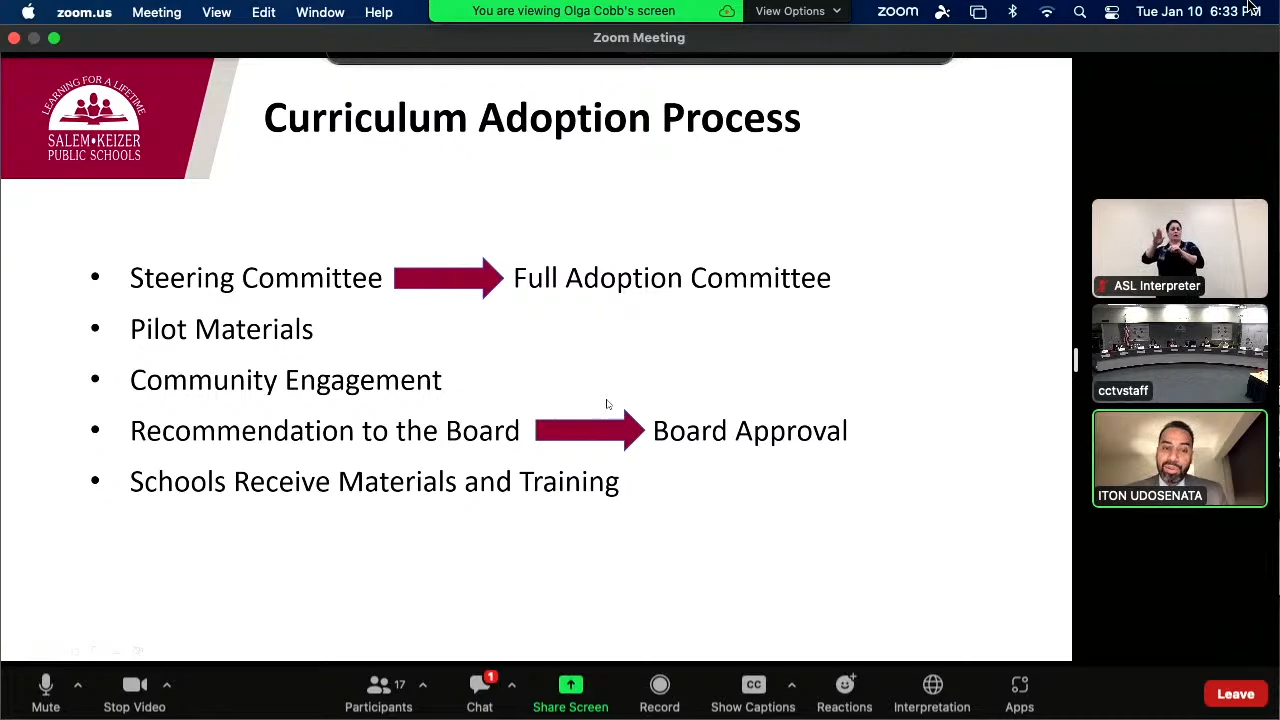 zoom.us Meeting View Edit Window Help
You are viewing Olga Cobb's screen
View Options
zoom
Tue Jan 10 6:33
Zoom Meeting
LEARNING FOR A LIFETIME
SALEM•KEIZER
PUBLIC SCHOOLS
Curriculum Adoption Process
• Steering Committee Full Adoption Committee
• Pilot Materials
• Community Engagement
• Recommendation to the Board Board Approval
• Schools Receive Materials and Training
ASL Interpreter
cctvstaff
ITON UDOSENATA
17
1
CC
Mute Stop Video Participants Chat Share Screen Record Show Captions Reactions Interpretation Apps
Leave